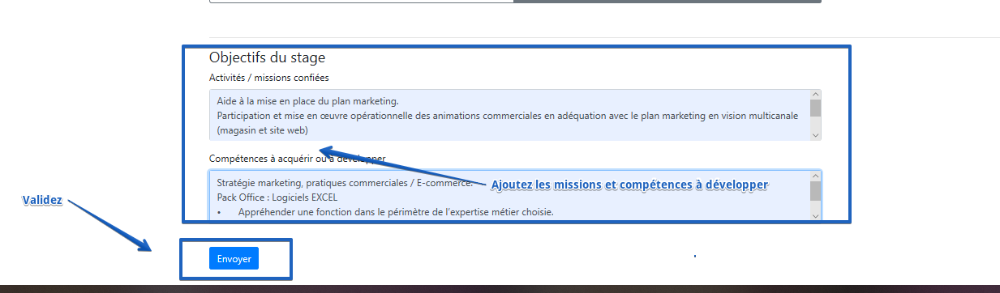 Objectifs du stage
Activités / missions confiées
Aide à la mise en place du plan marketing.
Participation et mise en œuvre opérationnelle des animations commerciales en adéquation avec le plan marketing en vision multicanale
(magasin et site web)
Compétences à acquérir ou à développer
Stratégie marketing, pratiques commerciales / E-commerce.
Ajoutez les missions et compétences à développer
Pack Office : Logiciels EXCEL
• Appréhender une fonction dans le périmètre de l'expertise métier choisie.
Validez
Envoyer